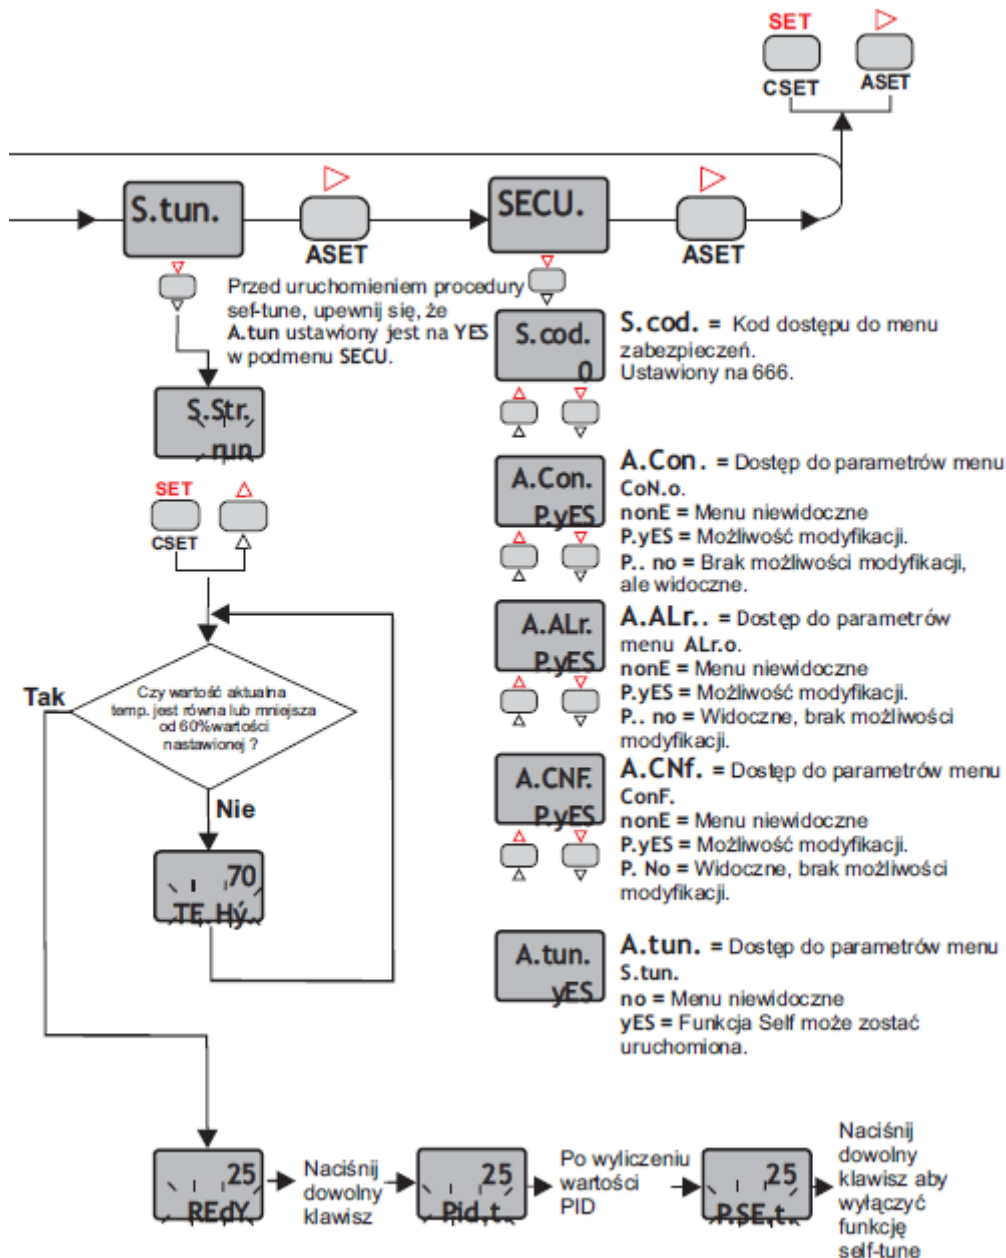 SET
CSET
ASET
S.tun.
ASET
SECU.
ASET
Przed uruchomieniem procedury
sef-tune, upewnij się, że
A.tun ustawiony jest na YES
w podmenu SECU.
S.Str.
run
SET
CSET
Tak
Czy wartość aktualna
temp. jest równa lub mniejsza
od 60%wartości
nastawionej ?
Nie
70
TE.Hý.
S.cod.
0
S.cod. = Kod dostępu do menu
zabezpieczeń.
Ustawiony na 666.
A.Con.
P.yES
A.Con. = Dostęp do parametrów menu
CoN.o.
nonE = Menu niewidoczne
P.yES = Możliwość modyfikacji.
P.. no = Brak możliwości modyfikacji,
ale widoczne.
A.ALr.
P.yES
A.ALr.. = Dostęp do parametrów
menu ALr.o.
nonE = Menu niewidoczne
P.yES = Możliwość modyfikacji.
P.. no = Widoczne, brak możliwości
modyfikacji.
A.CNF.
P.yES
A.CNf. = Dostęp do parametrów menu
ConF.
nonE = Menu niewidoczne
P.yES = Możliwość modyfikacji.
P. No = Widoczne, brak możliwości
modyfikacji.
A.tun.
yES
A.tun. = Dostęp do parametrów menu
S.tun.
no = Menu niewidoczne
yES = Funkcja Self może zostać
uruchomiona.
25
REdY
Naciśnij
dowolny
klawisz
25
Pid.t.
Po wyliczeniu
wartości
PID
25
P.SE.t.
Naciśnij
dowolny
klawisz aby
wyłączyć
funkcję
self-tune